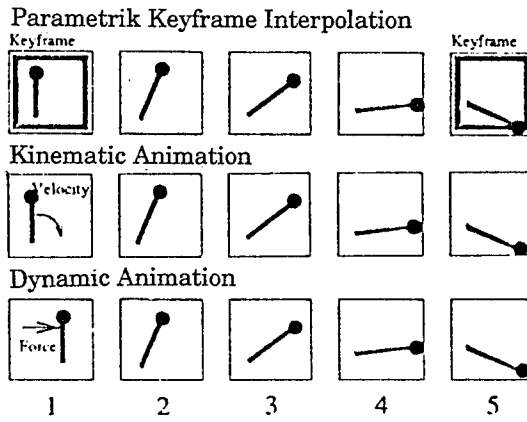 Parametrik Keyframe Interpolation
Keyframe Keyframe
Kinematic Animation
Velocity
Dynamic Animation
Force
1 2 3 4 5